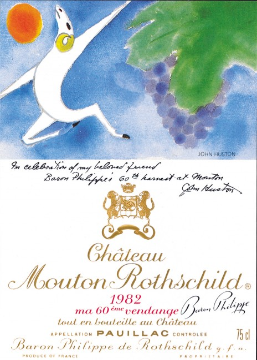 JOHN HUSTON
In celebration of my beloved friend
Baron Philippe's 60th harvest at Mouton
John Huston
Château
Mouton Rothschild®
1982
ma 60ème vendange
Baron Philippe
tout en bouteille au Château
APPELLATION PAUILLAC CONTROLÉE
75 cl
Baron Philippe de Rothschild g.f.a.
PRODUCE OF FRANCE